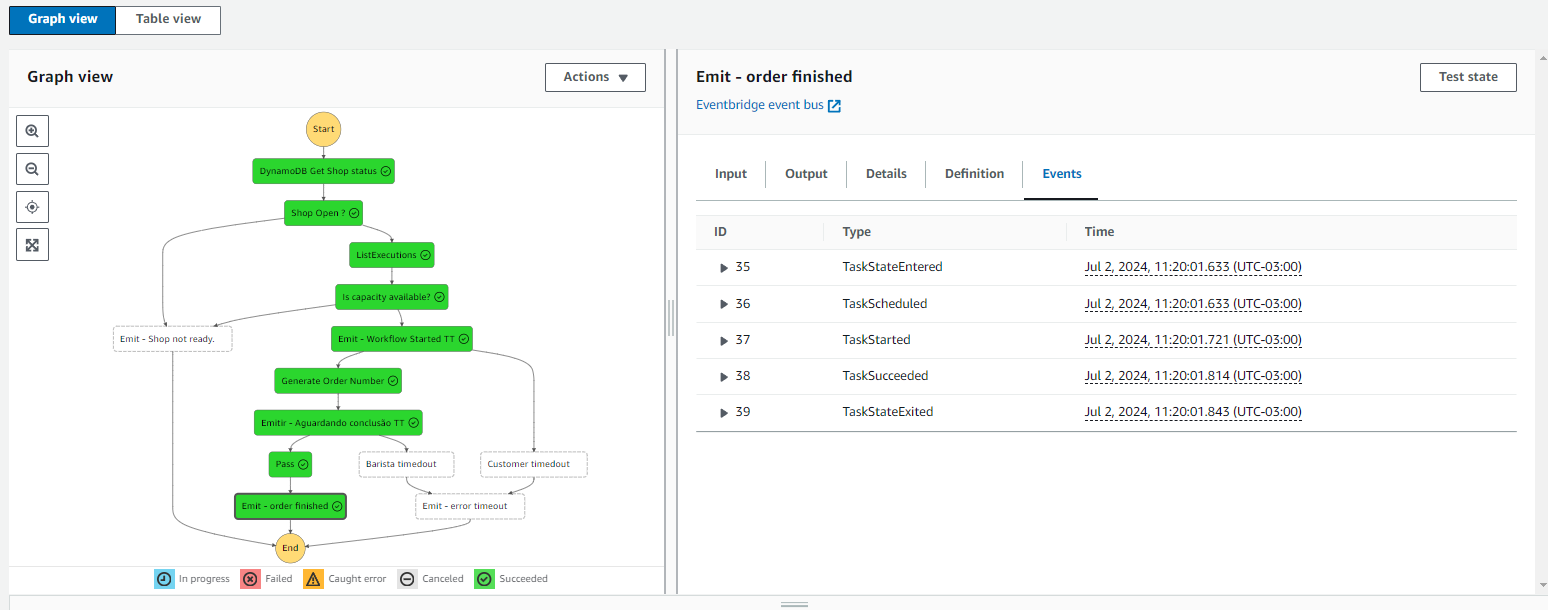 Graph view
Table view
Graph view
Actions
Start
DynamoDB Get Shop status
Shop Open ?
ListExecutions
Is capacity available?
Emit - Shop not ready.
Emit - Workflow Started TT
Generate Order Number
Emitir - Aguardando conclusão TT
Pass
Barista timedout
Customer timedout
Emit - order finished
Emit - error timeout
End
In progress
Failed
Caught error
Canceled
Succeeded
Emit - order finished
Test state
Eventbridge event bus
Input
Output
Details
Definition
Events
ID Type Time
35 TaskStateEntered Jul 2, 2024, 11:20:01.633 (UTC-03:00)
36 TaskScheduled Jul 2, 2024, 11:20:01.633 (UTC-03:00)
37 TaskStarted Jul 2, 2024, 11:20:01.721 (UTC-03:00)
38 TaskSucceeded Jul 2, 2024, 11:20:01.814 (UTC-03:00)
39 TaskStateExited Jul 2, 2024, 11:20:01.843 (UTC-03:00)